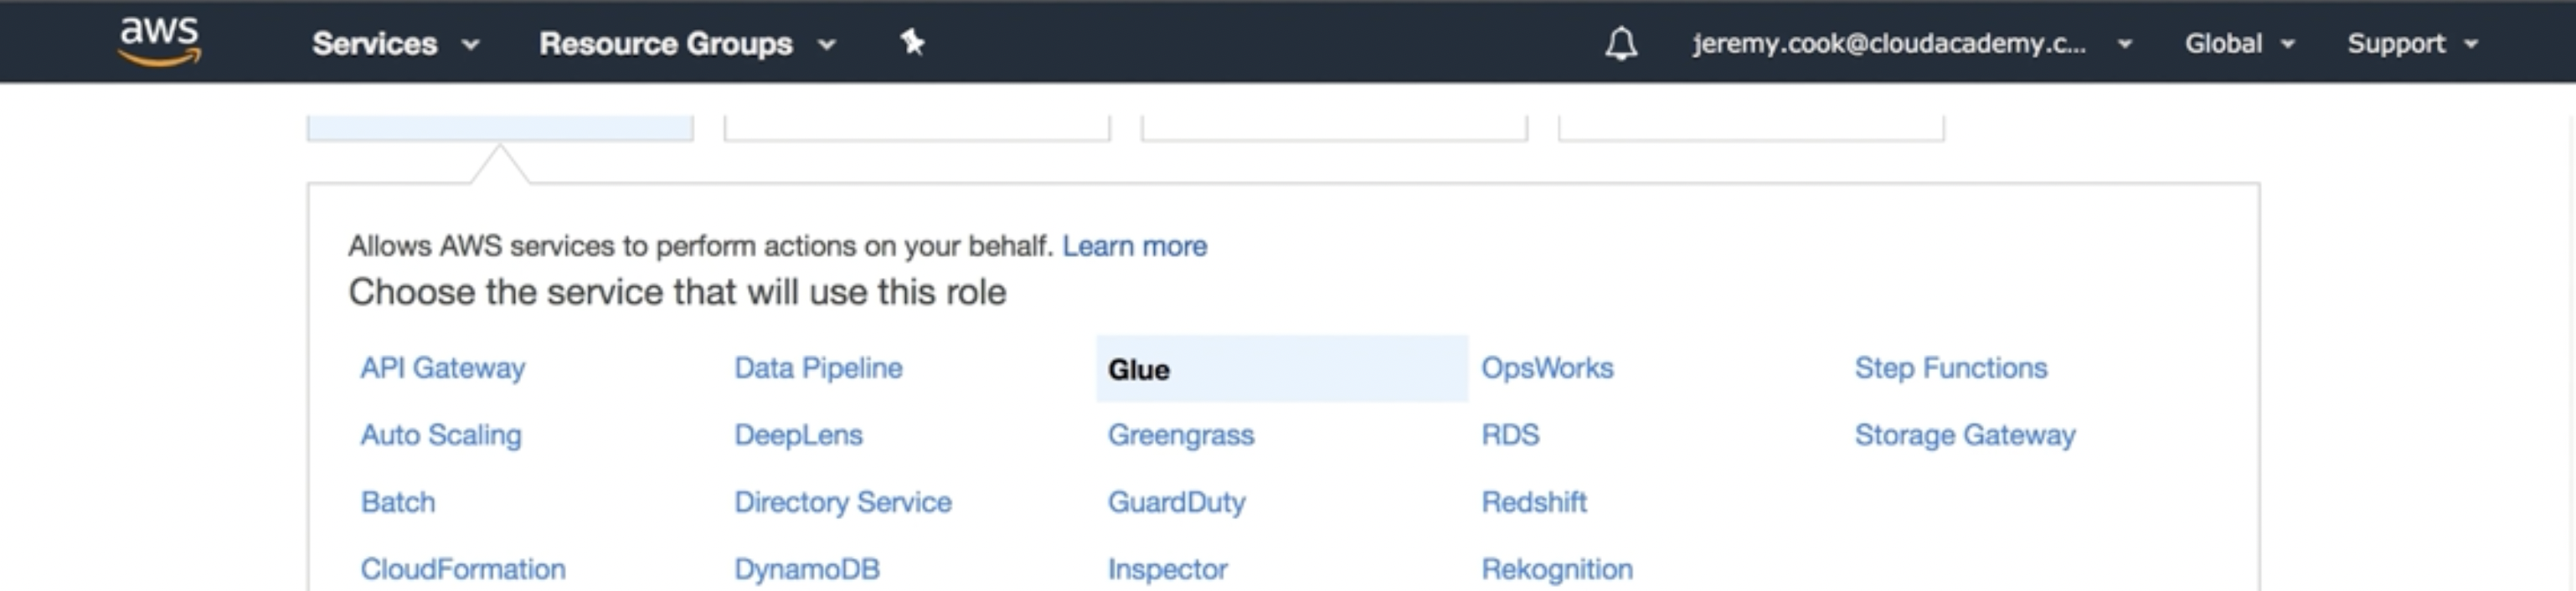 aws Services Resource Groups jeremy.cook@cloudacademy.c... Global Support
Allows AWS services to perform actions on your behalf. Learn more
Choose the service that will use this role
API Gateway Data Pipeline Glue OpsWorks Step Functions
Auto Scaling DeepLens Greengrass RDS Storage Gateway
Batch Directory Service GuardDuty Redshift
CloudFormation DynamoDB Inspector Rekognition